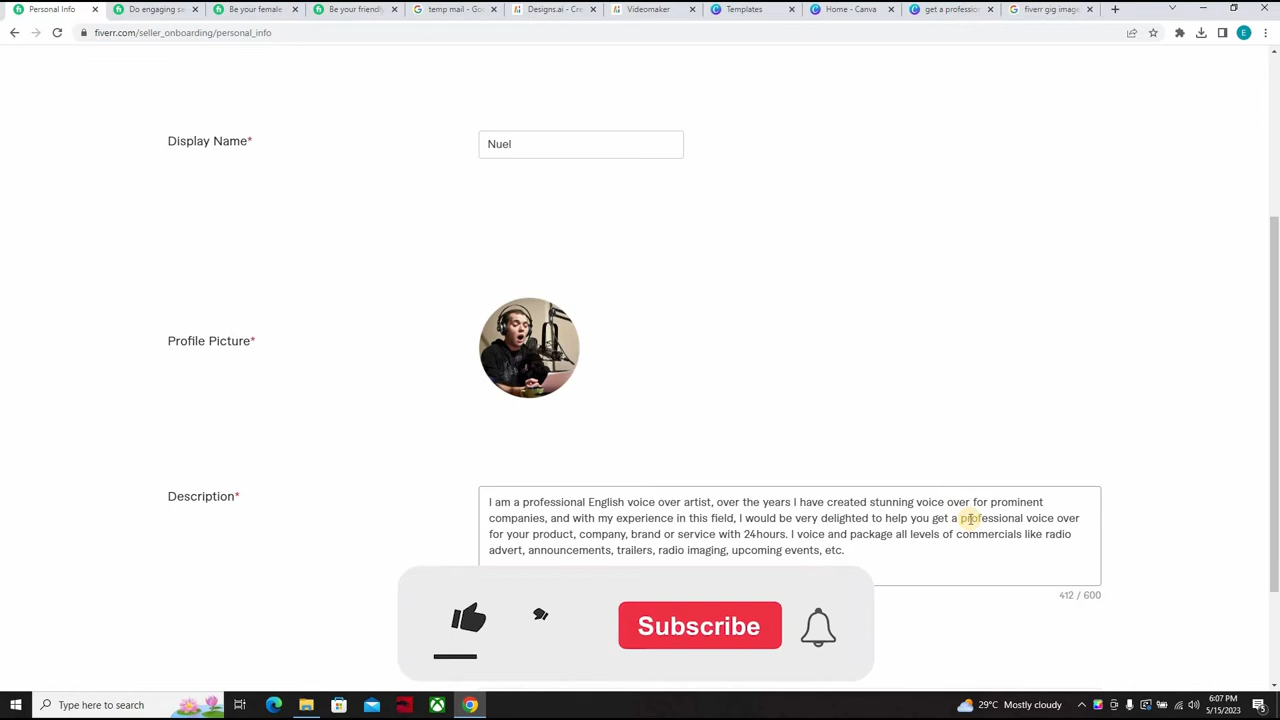 Personal Info
Do engaging se
Be your female
Be your friendly
temp mail - Goo
Designs.ai - Cre
Videomaker
Templates
Home - Canva
get a profession
fiverr gig image
fiverr.com/seller_onboarding/personal_info
E
Display Name*
Nuel
Profile Picture*
Description*
I am a professional English voice over artist, over the years I have created stunning voice over for prominent
companies, and with my experience in this field, I would be very delighted to help you get a professional voice over
for your product, company, brand or service with 24hours. I voice and package all levels of commercials like radio
advert, announcements, trailers, radio imaging, upcoming events, etc.
412 / 600
Subscribe
Type here to search
29°C Mostly cloudy
6:07 PM
5/15/2023